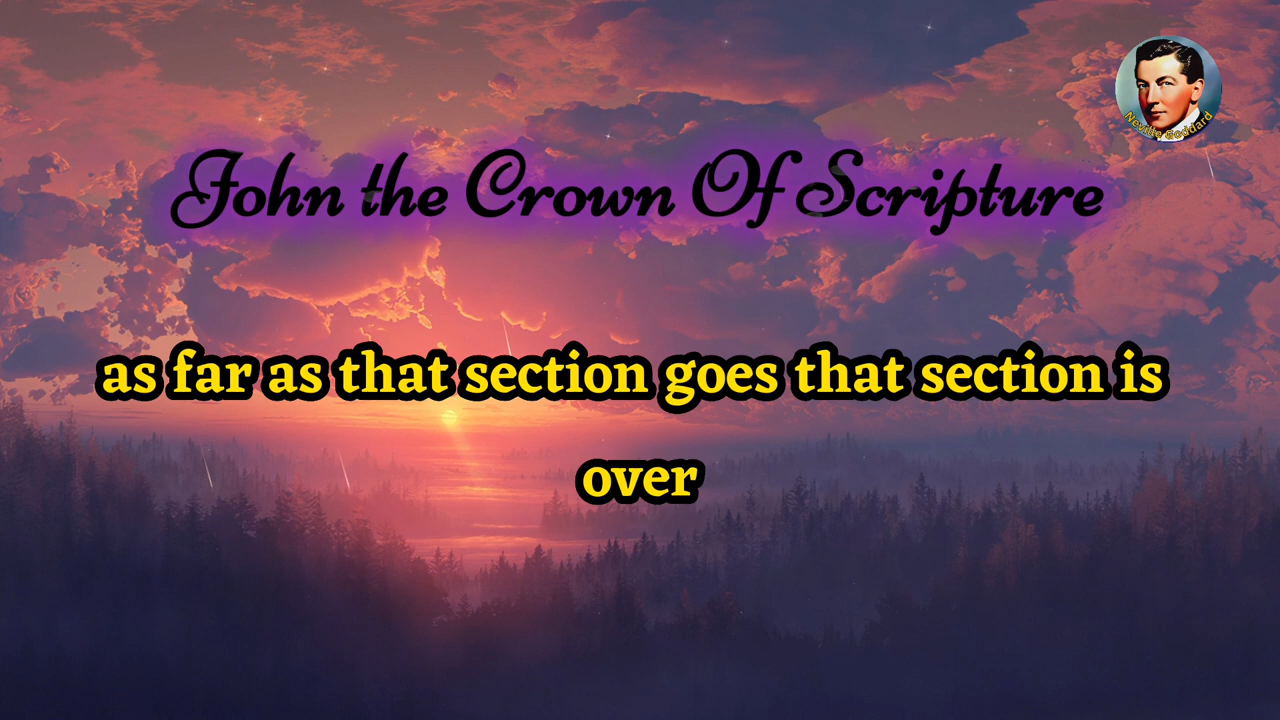 Neville Goddard
John the Crown Of Scripture
as far as that section goes that section is
over